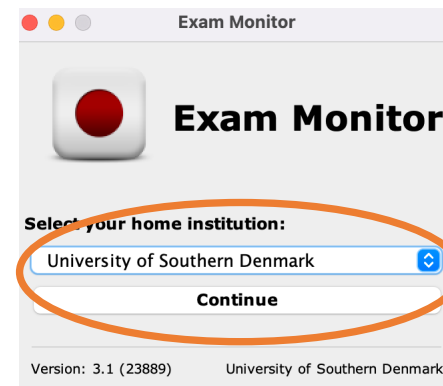 Exam Monitor
Exam Monitor
Select your home institution:
University of Southern Denmark
Continue
Version: 3.1 (23889) University of Southern Denmark